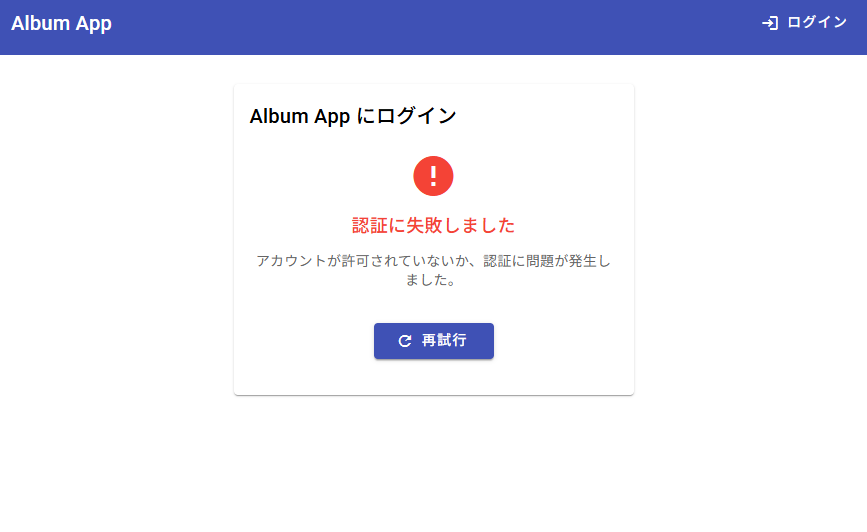 Album App
ログイン
Album App にログイン
認証に失敗しました
アカウントが許可されていないか、認証に問題が発生し
ました。
再試行